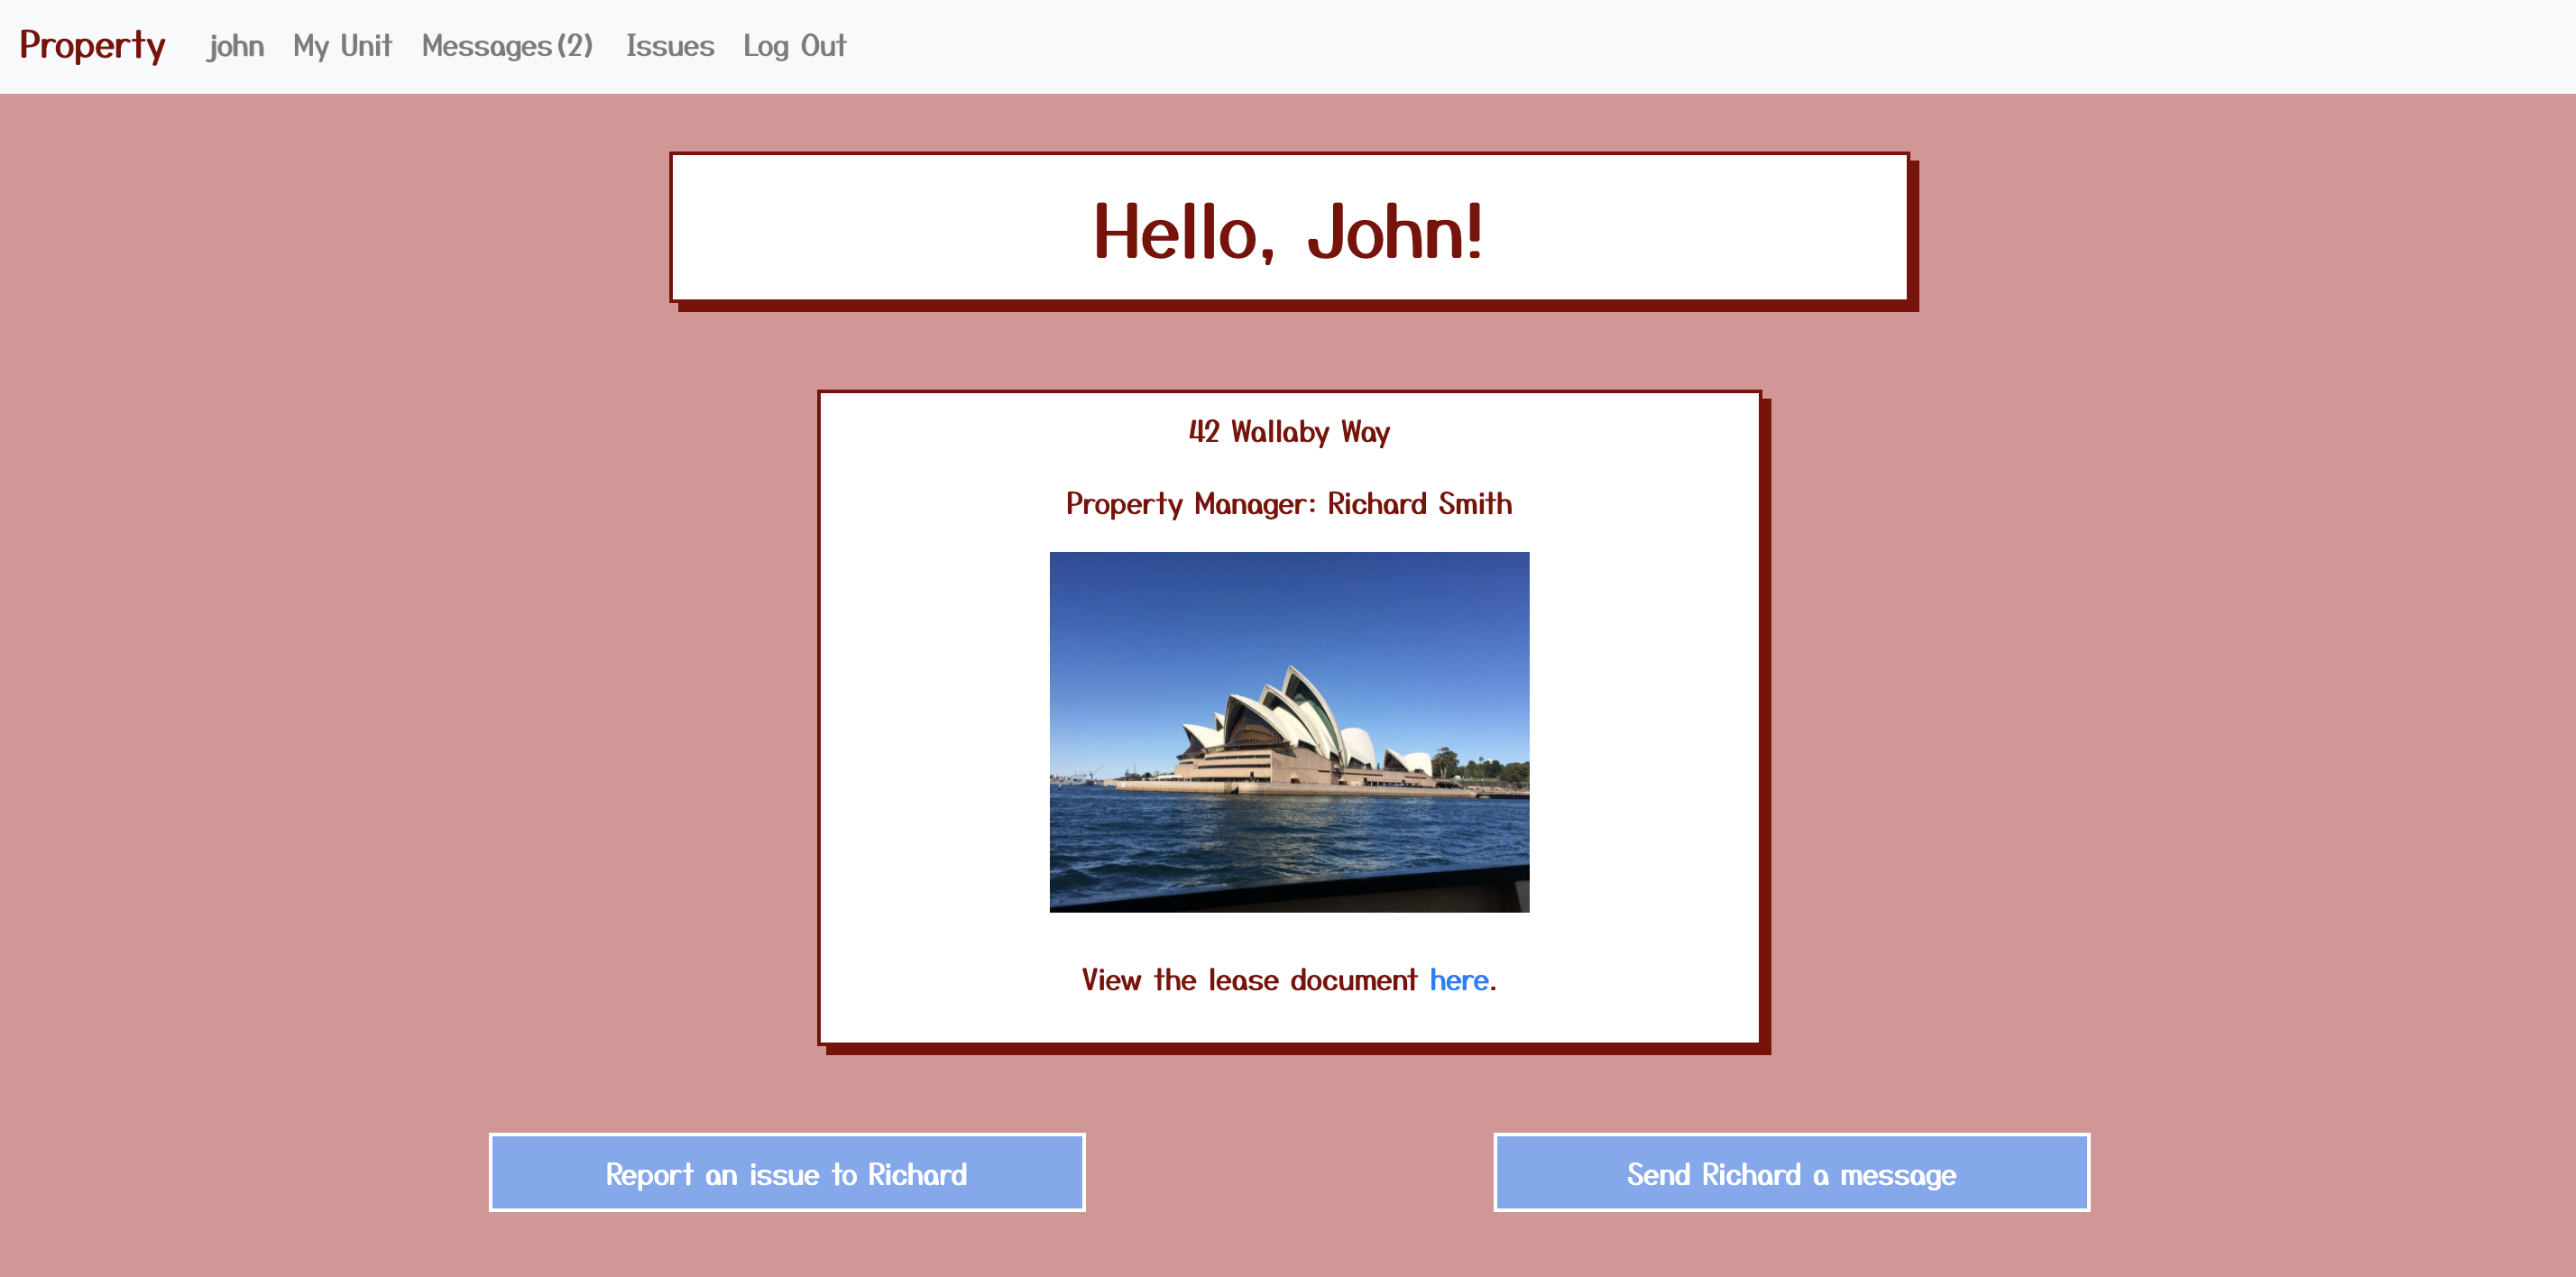 Property john My Unit Messages(2) Issues Log Out
Hello, John!
42 Wallaby Way
Property Manager: Richard Smith
View the lease document here.
Report an issue to Richard
Send Richard a message